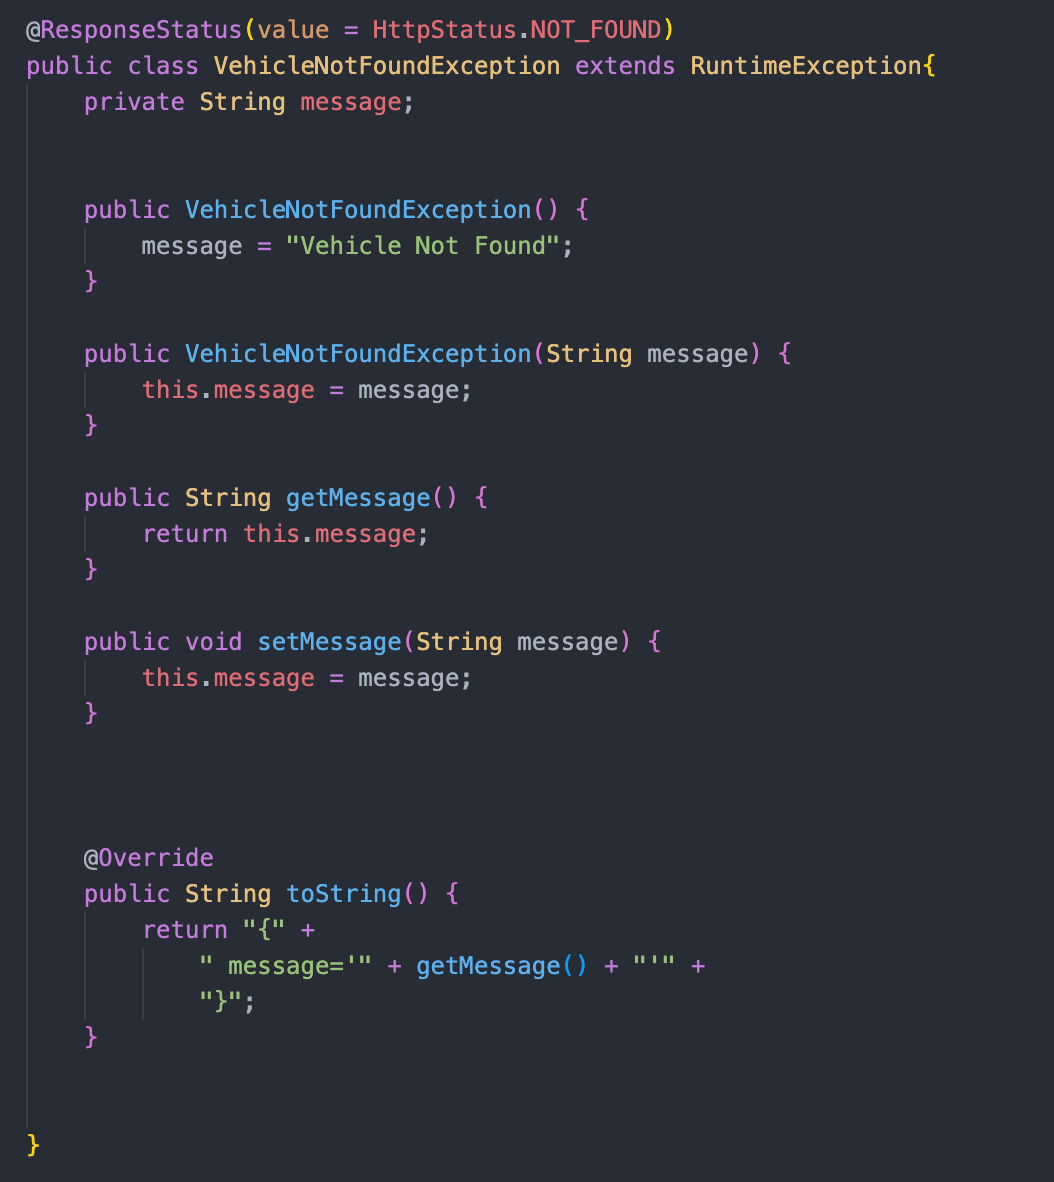 @ResponseStatus(value = HttpStatus.NOT_FOUND)
public class VehicleNotFoundException extends RuntimeException{
    private String message;
    public VehicleNotFoundException() {
        message = "Vehicle Not Found";
    }
    public VehicleNotFoundException(String message) {
        this.message = message;
    }
    public String getMessage() {
        return this.message;
    }
    public void setMessage(String message) {
        this.message = message;
    }
    @Override
    public String toString() {
        return "{" +
            " message='" + getMessage() + "'" +
            "}";
    }
}